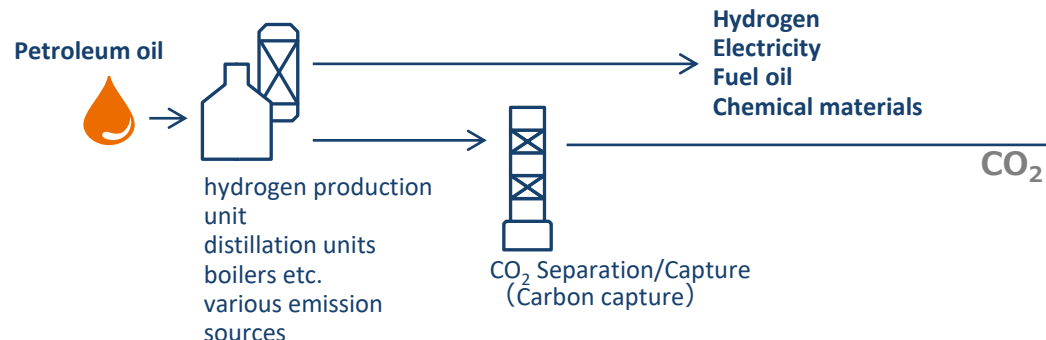 Petroleum oil
hydrogen production
unit
distillation units
boilers etc.
various emission
sources
CO₂ Separation/Capture
（Carbon capture）
Hydrogen
Electricity
Fuel oil
Chemical materials
CO₂